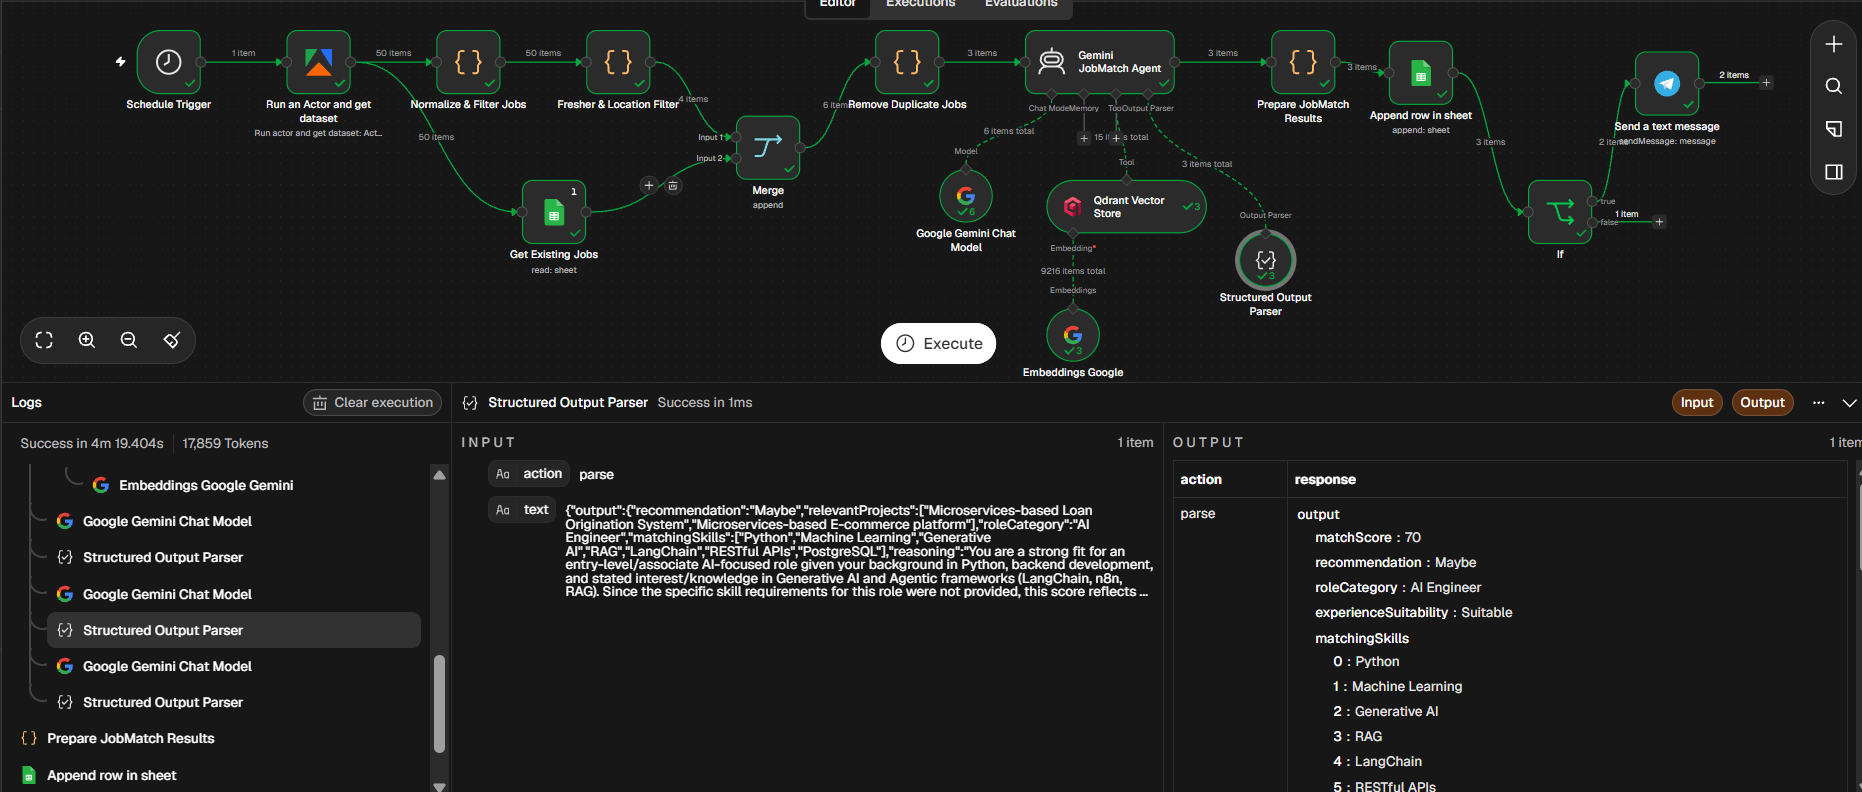 Editor
Executions
Evaluations
1 item
50 items
50 items
3 items
3 items
3 items
2 items
Schedule Trigger
Run an Actor and get
dataset
Run actor and get dataset: Act...
Normalize & Filter Jobs
Fresher & Location Filter
4 items
6 item
Remove Duplicate Jobs
Gemini
JobMatch Agent
Chat Model
Memory
Tool
Output Parser
Prepare JobMatch
Results
Append row in sheet
append: sheet
Send a text message
sendMessage: message
50 items
Input 1
Input 2
Merge
append
1
Get Existing Jobs
read: sheet
6 items total
15 items total
3 items total
Model
Tool
6
Google Gemini Chat
Model
Qdrant Vector
Store
3
Embedding*
9216 items total
Embeddings
3
Embeddings Google
Output Parser
3
Structured Output
Parser
3 items
2 items
true
false
1 item
If
Execute
Logs
Clear execution
Success in 4m 19.404s
17,859 Tokens
Embeddings Google Gemini
Google Gemini Chat Model
Structured Output Parser
Google Gemini Chat Model
Structured Output Parser
Google Gemini Chat Model
Structured Output Parser
Prepare JobMatch Results
Append row in sheet
Structured Output Parser Success in 1ms
Input
Output
...
INPUT
1 item
Aa action parse
Aa text
{"output":{"recommendation":"Maybe","relevantProjects":["Microservices-based Loan
Origination System","Microservices-based E-commerce platform"],"roleCategory":"AI
Engineer","matchingSkills":["Python","Machine Learning","Generative
AI","RAG","LangChain","RESTful APIs","PostgreSQL"],"reasoning":"You are a strong fit for an
entry-level/associate AI-focused role given your background in Python, backend development,
and stated interest/knowledge in Generative AI and Agentic frameworks (LangChain, n8n,
RAG). Since the specific skill requirements for this role were not provided, this score reflects ...
OUTPUT
1 item
action
response
parse
output
matchScore : 70
recommendation : Maybe
roleCategory : AI Engineer
experienceSuitability : Suitable
matchingSkills
0 : Python
1 : Machine Learning
2 : Generative AI
3 : RAG
4 : LangChain
5 : RESTful APIs